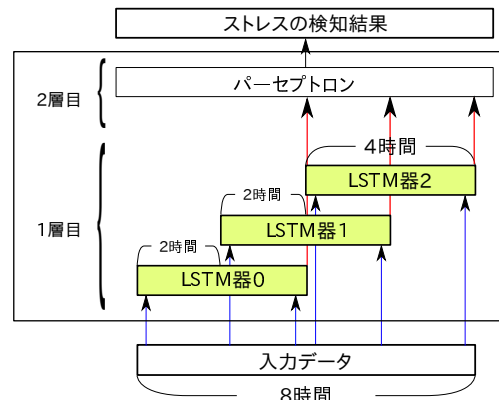 ストレスの検知結果
パーセプトロン
2層目
4時間
LSTM器2
2時間
LSTM器1
1層目
2時間
LSTM器0
入力データ
8時間